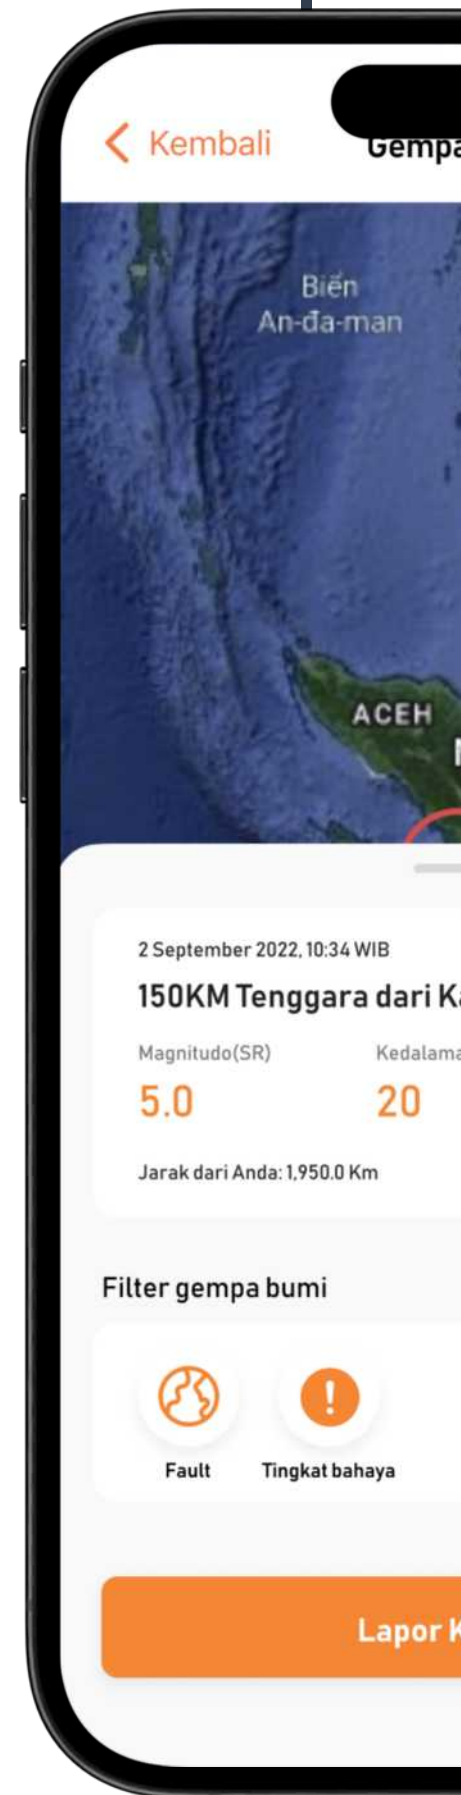 Kembali
Gempa
Biển
An-đa-man
ACEH
2 September 2022, 10:34 WIB
150KM Tenggara dari Ka
Magnitudo(SR)
Kedalama
5.0
20
Jarak dari Anda: 1,950.0 Km
Filter gempa bumi
Fault
Tingkat bahaya
Lapor K